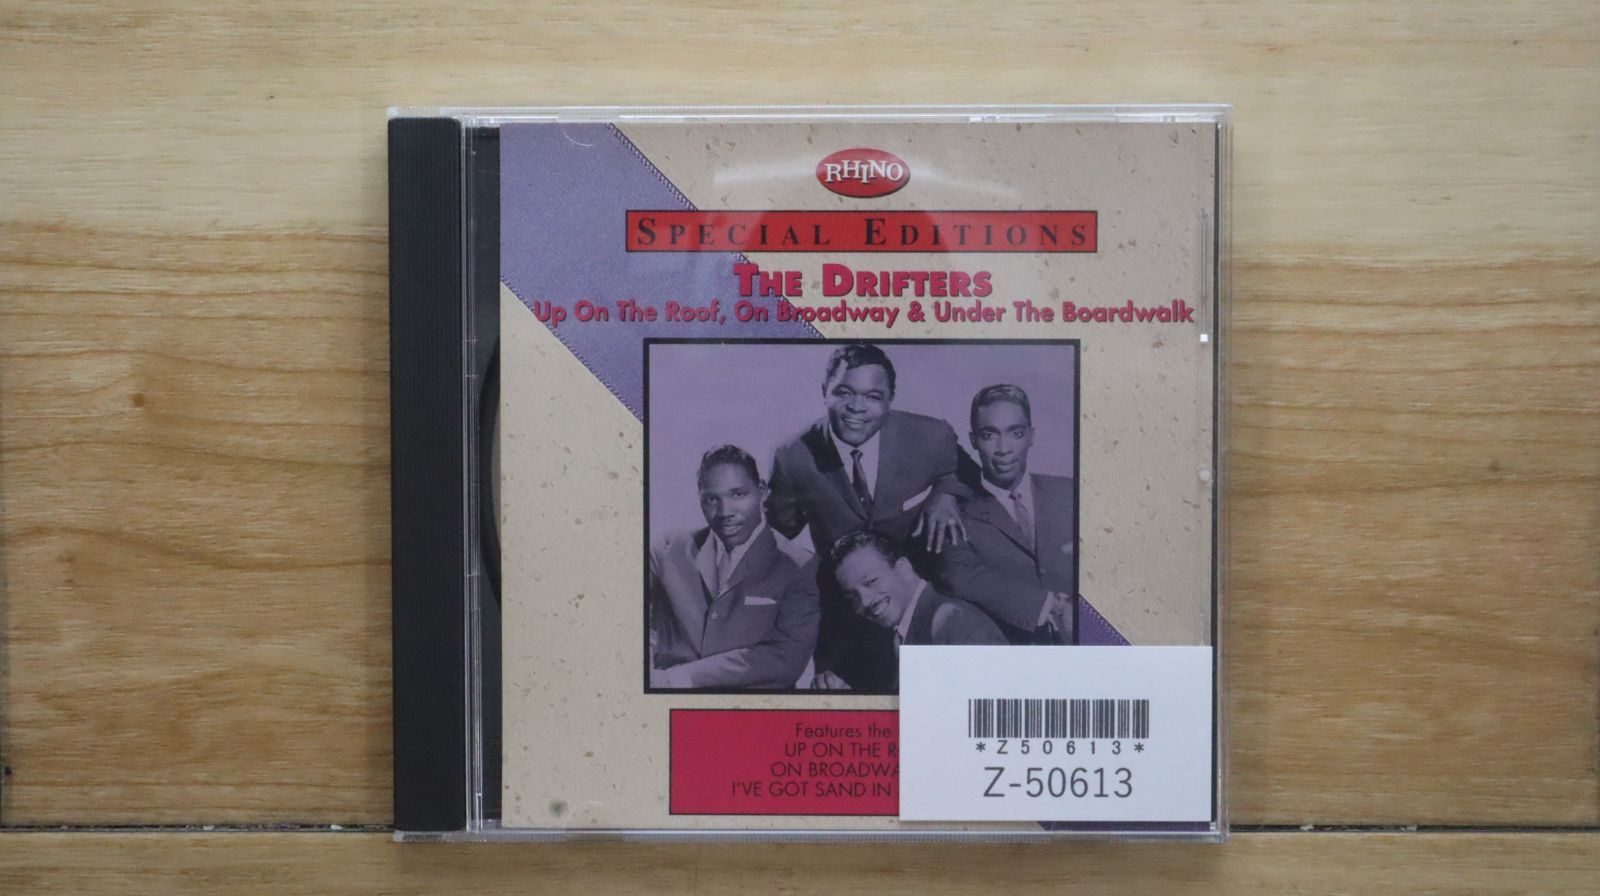 RHINO
SPECIAL EDITIONS
THE DRIFTERS
Up On The Roof, On Broadway & Under The Boardwalk
Features the
UP ON THE
ON BROADWA
I'VE GOT SAND IN
*Z50613*
Z-50613